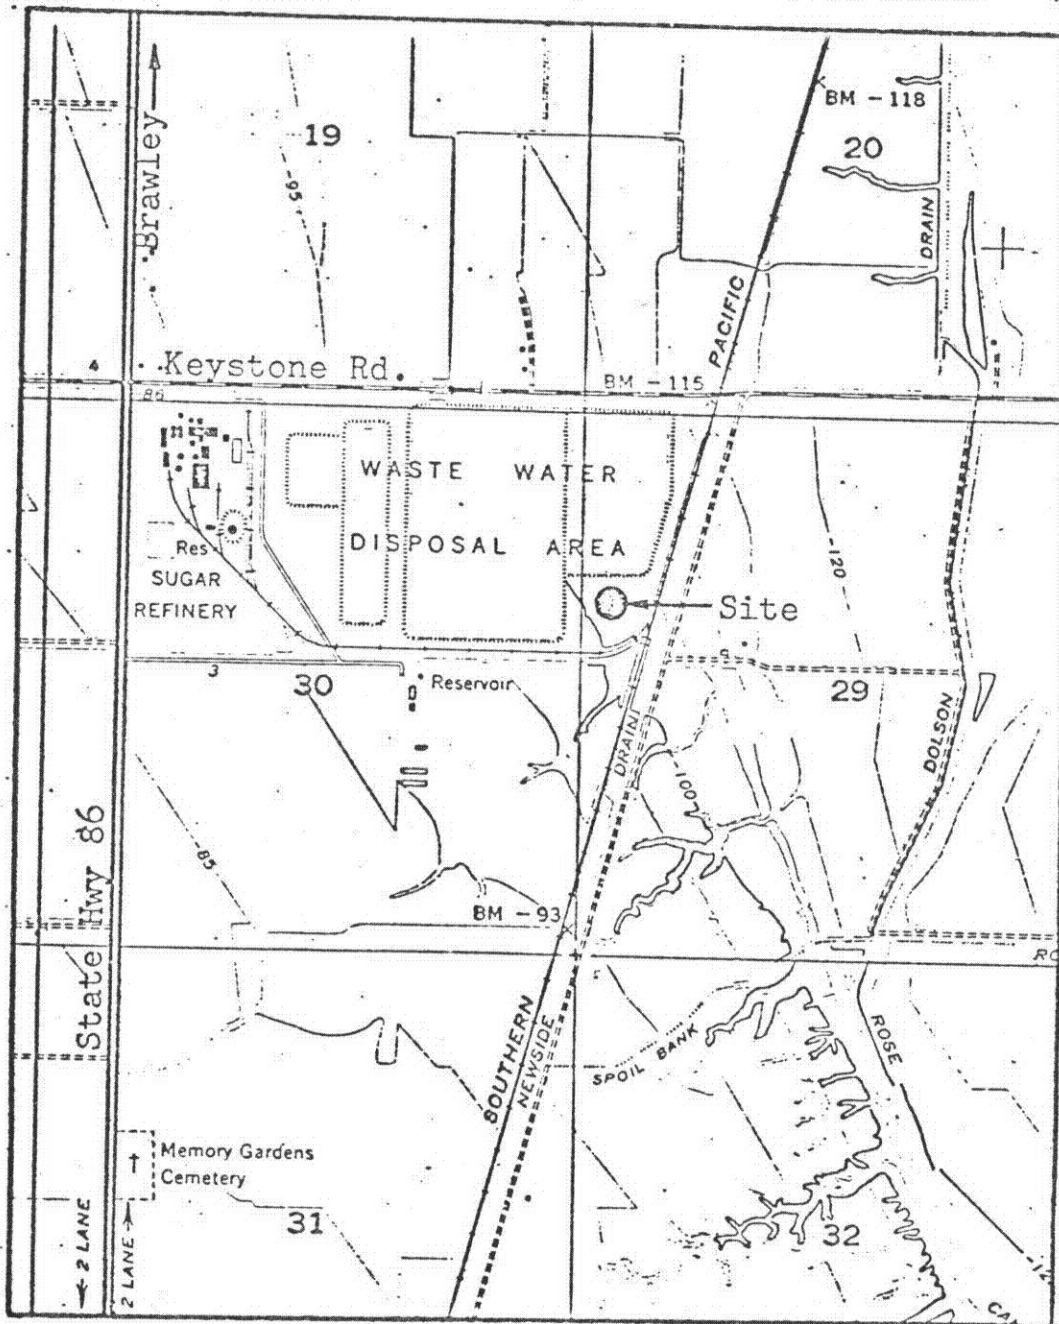 BM - 118
19
20
Brawley
-95
DRAIN
PACIFIC
4
Keystone Rd.
BM - 115
86
WASTE WATER
DISPOSAL AREA
-120
Res
SUGAR
REFINERY
Site
3
30
Reservoir
29
DRAIN
DOLSON
-100
State Hwy 86
-85
BM - 93
SOUTHERN
NEWSIDE
SPOIL BANK
ROSE
Memory Gardens
Cemetery
31
32
2 LANE
2 LANE